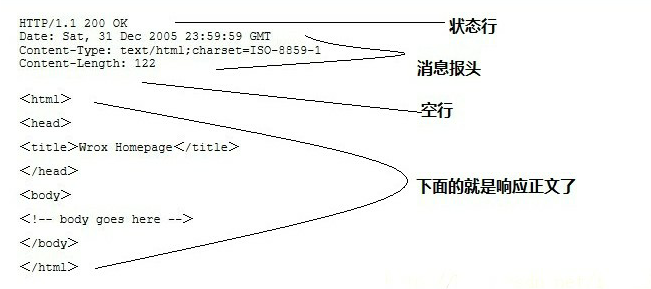 HTTP/1.1 200 OK
状态行
Date: Sat, 31 Dec 2005 23:59:59 GMT
Content-Type: text/html;charset=ISO-8859-1
Content-Length: 122
消息报头
空行
<html>
<head>
<title>Wrox Homepage</title>
</head>
下面的就是响应正文了
<body>
<!-- body goes here -->
</body>
</html>